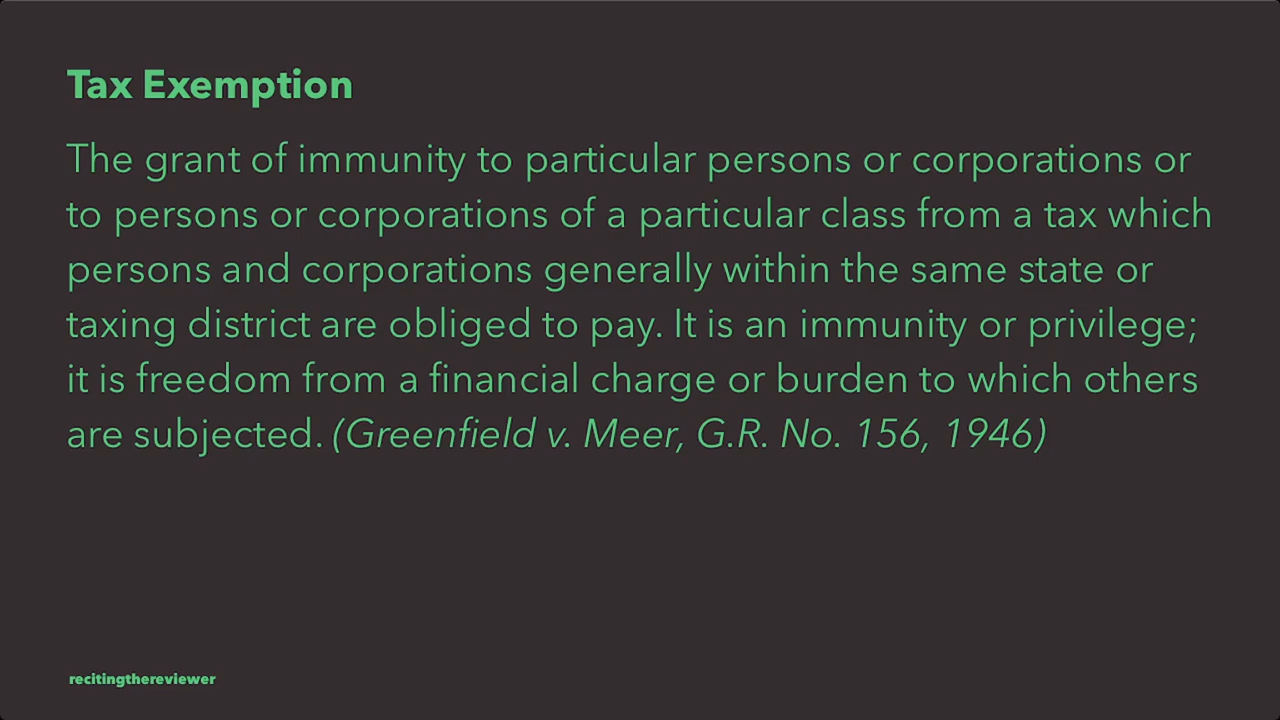 Tax Exemption
The grant of immunity to particular persons or corporations or
to persons or corporations of a particular class from a tax which
persons and corporations generally within the same state or
taxing district are obliged to pay. It is an immunity or privilege;
it is freedom from a financial charge or burden to which others
are subjected. (Greenfield v. Meer, G.R. No. 156, 1946)
recitingthereviewer